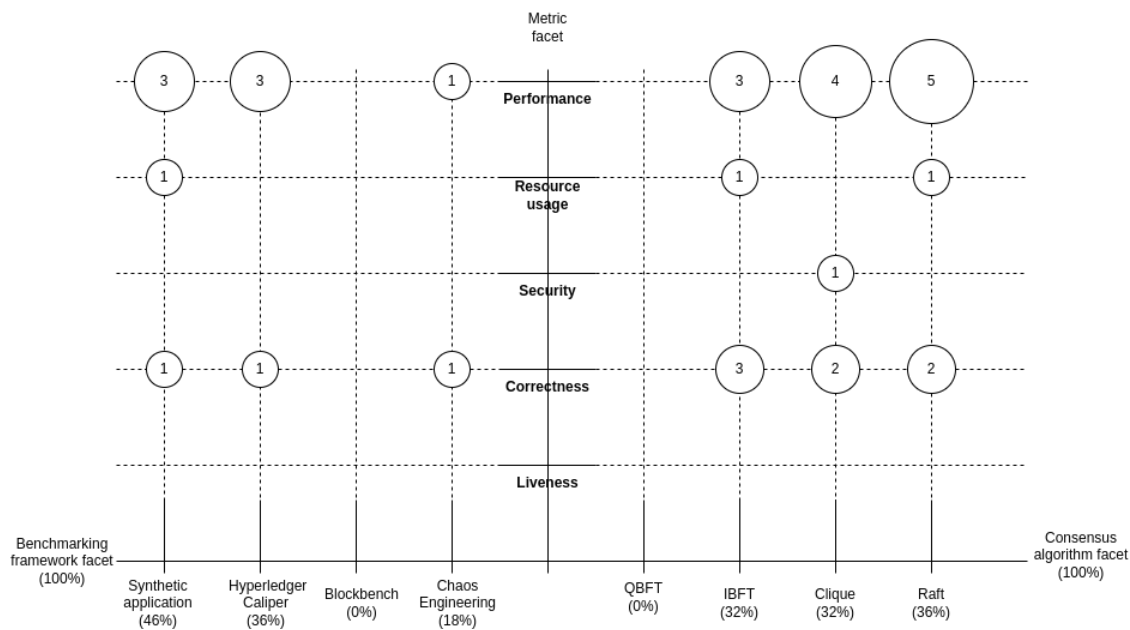 Metric
facet
3 3 1 3 4 5
Performance
1 1 1
Resource
usage
1
Security
1 1 1 3 2 2
Correctness
Liveness
Benchmarking
framework facet
(100%)
Synthetic
application
(46%)
Hyperledger
Caliper
(36%)
Blockbench
(0%)
Chaos
Engineering
(18%)
QBFT
(0%)
IBFT
(32%)
Clique
(32%)
Raft
(36%)
Consensus
algorithm facet
(100%)